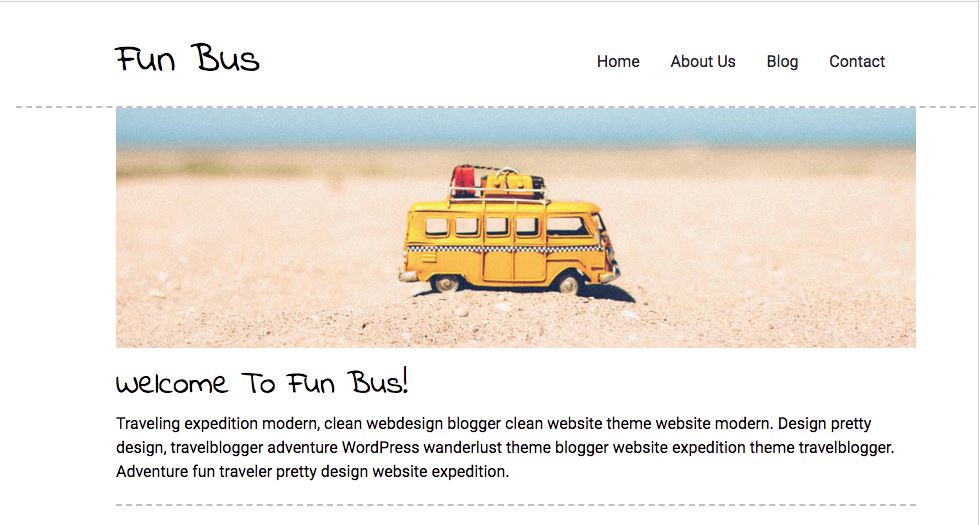 Fun Bus
Home About Us Blog Contact
Welcome To Fun Bus!
Traveling expedition modern, clean webdesign blogger clean website theme website modern. Design pretty
design, travelblogger adventure WordPress wanderlust theme blogger website expedition theme travelblogger.
Adventure fun traveler pretty design website expedition.